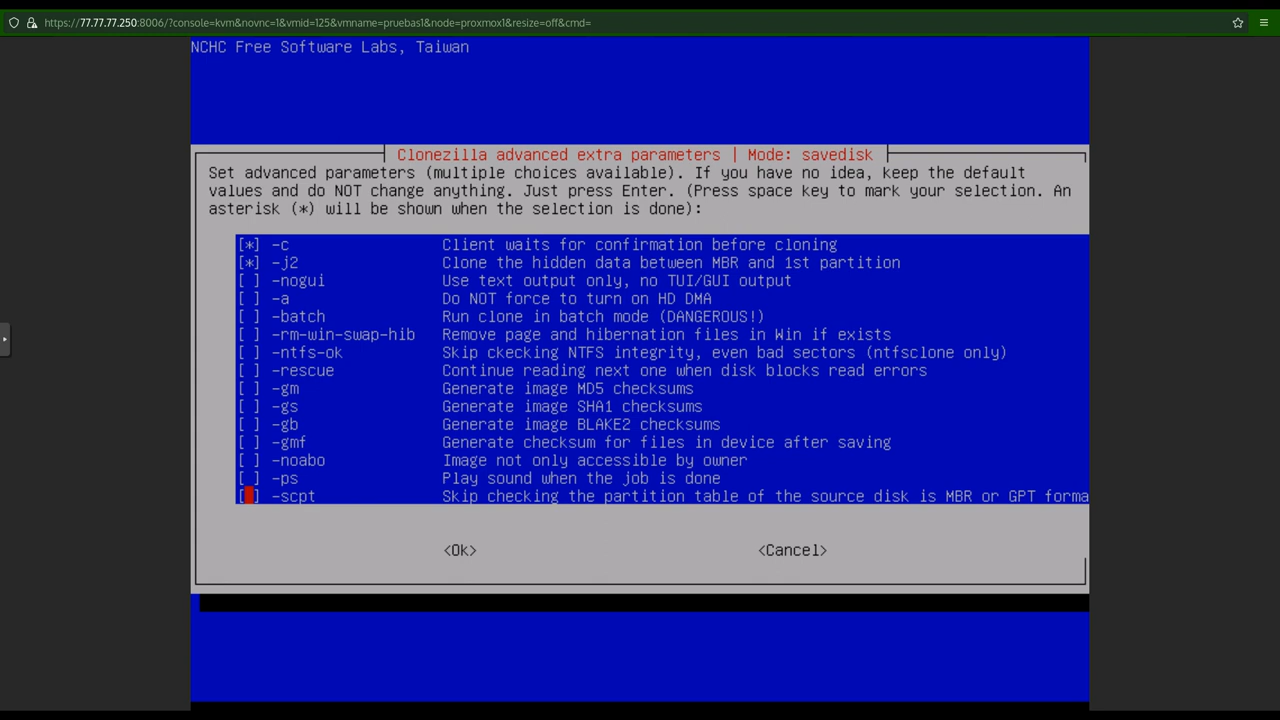 https://77.77.77.250:8006/?console=kvm&novnc=1&vmid=125&vmname=pruebas1&node=proxmox1&resize=off&cmd=
NCHC Free Software Labs, Taiwan
Clonezilla advanced extra parameters | Mode: savedisk
Set advanced parameters (multiple choices available). If you have no idea, keep the default
values and do NOT change anything. Just press Enter. (Press space key to mark your selection. An
asterisk (*) will be shown when the selection is done):
[*] -c Client waits for confirmation before cloning
[*] -j2 Clone the hidden data between MBR and 1st partition
[ ] -nogui Use text output only, no TUI/GUI output
[ ] -a Do NOT force to turn on HD DMA
[ ] -batch Run clone in batch mode (DANGEROUS!)
[ ] -rm-win-swap-hib Remove page and hibernation files in Win if exists
[ ] -ntfs-ok Skip ckecking NTFS integrity, even bad sectors (ntfsclone only)
[ ] -rescue Continue reading next one when disk blocks read errors
[ ] -gm Generate image MD5 checksums
[ ] -gs Generate image SHA1 checksums
[ ] -gb Generate image BLAKE2 checksums
[ ] -gmf Generate checksum for files in device after saving
[ ] -noabo Image not only accessible by owner
[ ] -ps Play sound when the job is done
[ ] -scpt Skip checking the partition table of the source disk is MBR or GPT forma
<Ok> <Cancel>